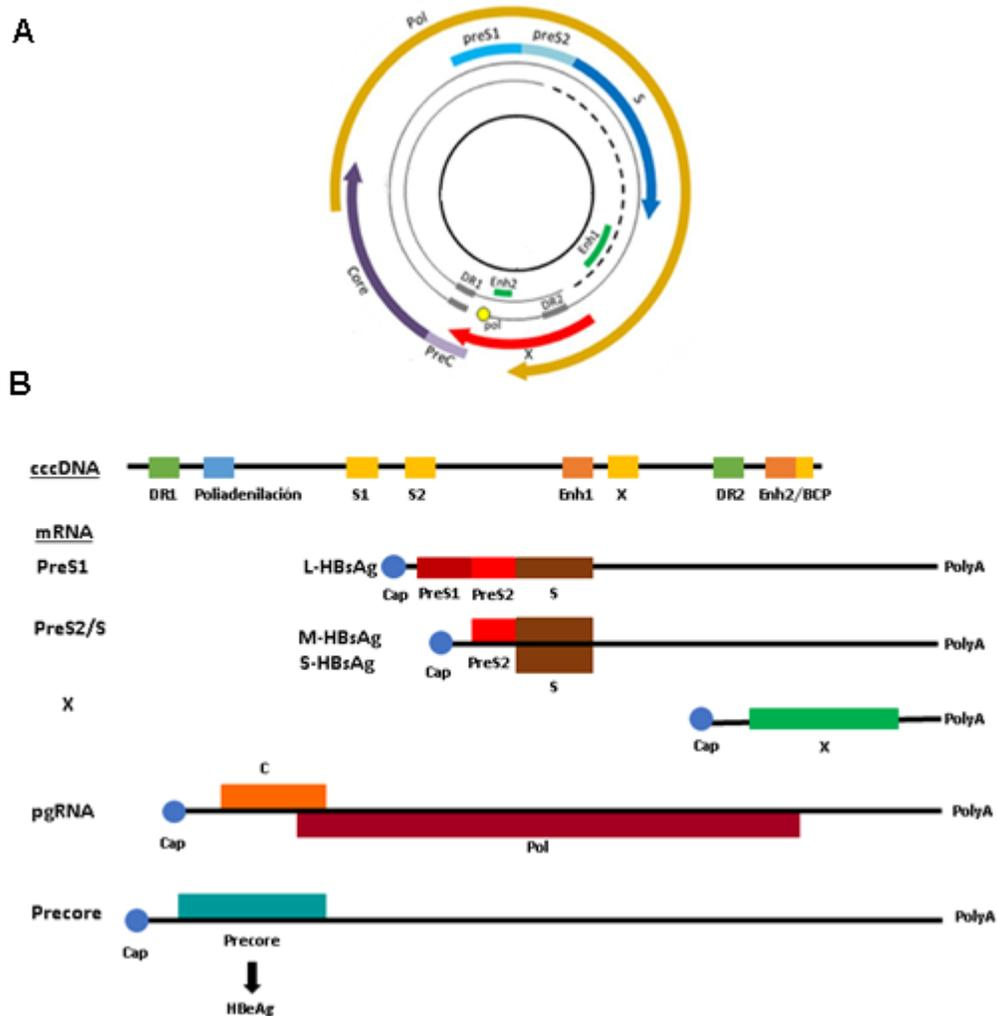 A
Pol
preS1 preS2
S
Enh1
DR1 Enh2 DR2
pol
Core
PreC
X
B
cccDNA
DR1 Poliadenilación S1 S2 Enh1 X DR2 Enh2/BCP
mRNA
PreS1 L-HBsAg PolyA
Cap PreS1 PreS2 S
PreS2/S
M-HBsAg PolyA
S-HBsAg
Cap PreS2
S
X PolyA
Cap X
C
pgRNA PolyA
Cap Pol
Precore PolyA
Cap Precore
HBeAg